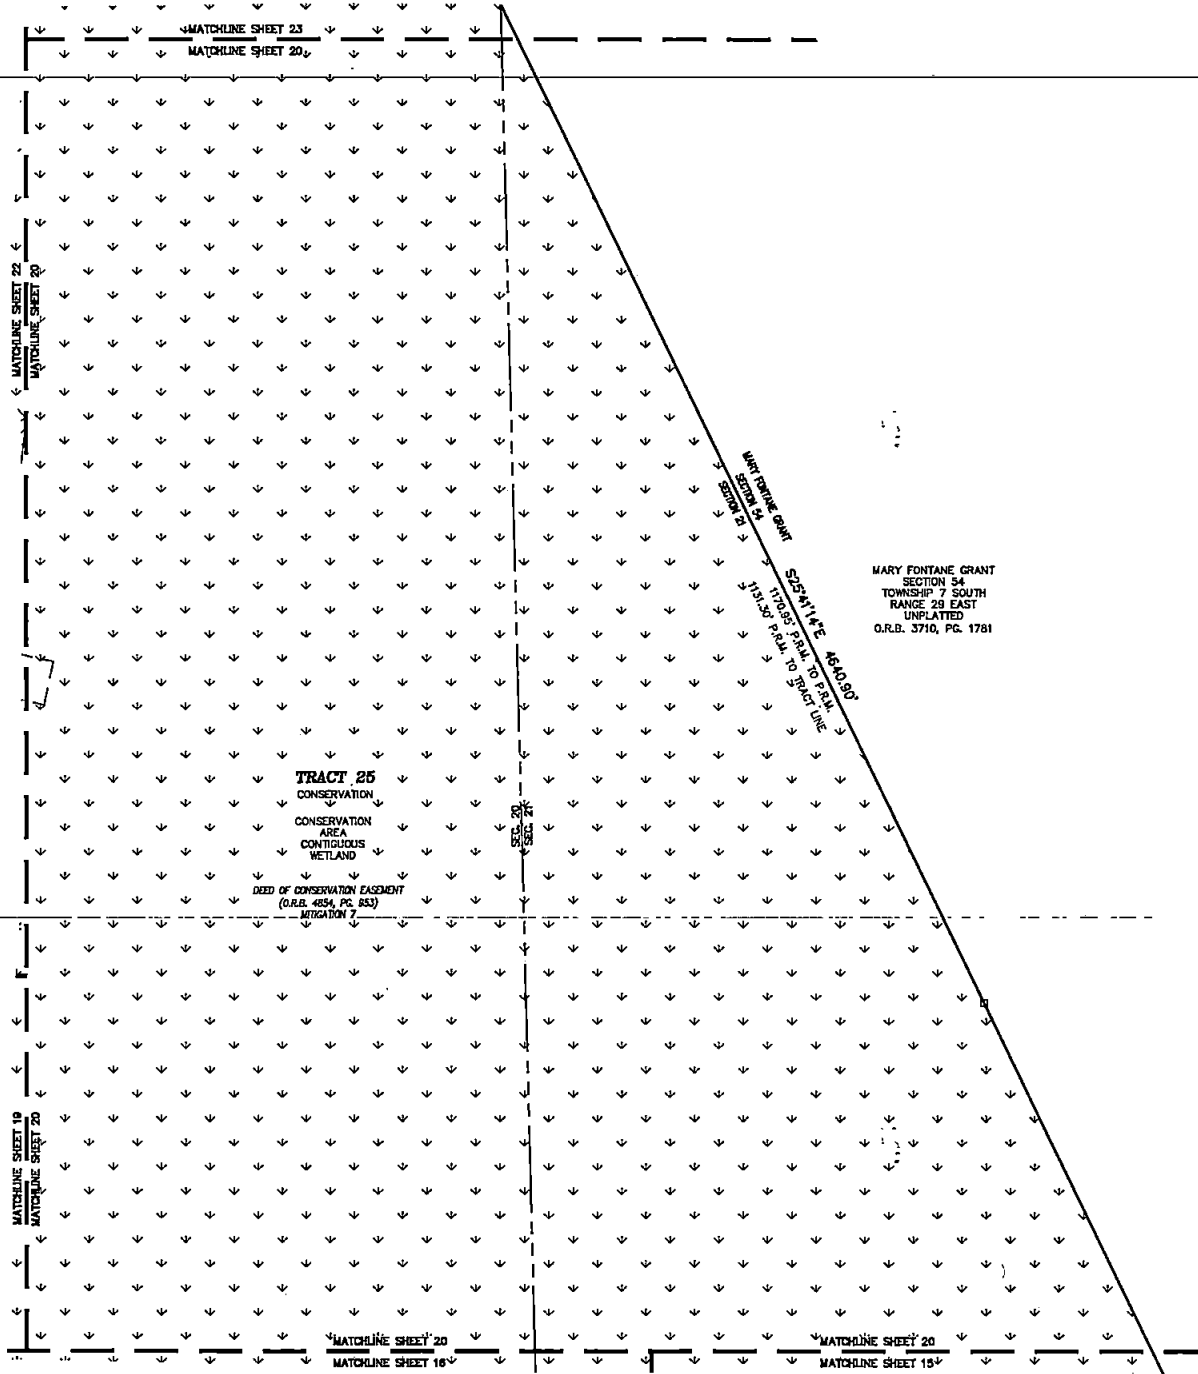 MATCHLINE SHEET 23
MATCHLINE SHEET 20
MATCHLINE SHEET 22
MATCHLINE SHEET 20
MARY FONTANE GRANT
SECTION 54
SECTION 21
S25°41'14"E 4640.90'
1170.95' P.R.M. TO P.R.M.
1131.30' P.R.M. TO TRACT LINE
MARY FONTANE GRANT
SECTION 54
TOWNSHIP 7 SOUTH
RANGE 29 EAST
UNPLATTED
O.R.B. 3710, PG. 1781
TRACT 25
CONSERVATION
CONSERVATION
AREA
CONTIGUOUS
WETLAND
DEED OF CONSERVATION EASEMENT
(O.R.B. 4854, PG. 953)
MITIGATION 7
SEC. 20
SEC. 21
MATCHLINE SHEET 19
MATCHLINE SHEET 20
MATCHLINE SHEET 20
MATCHLINE SHEET 16
MATCHLINE SHEET 20
MATCHLINE SHEET 15